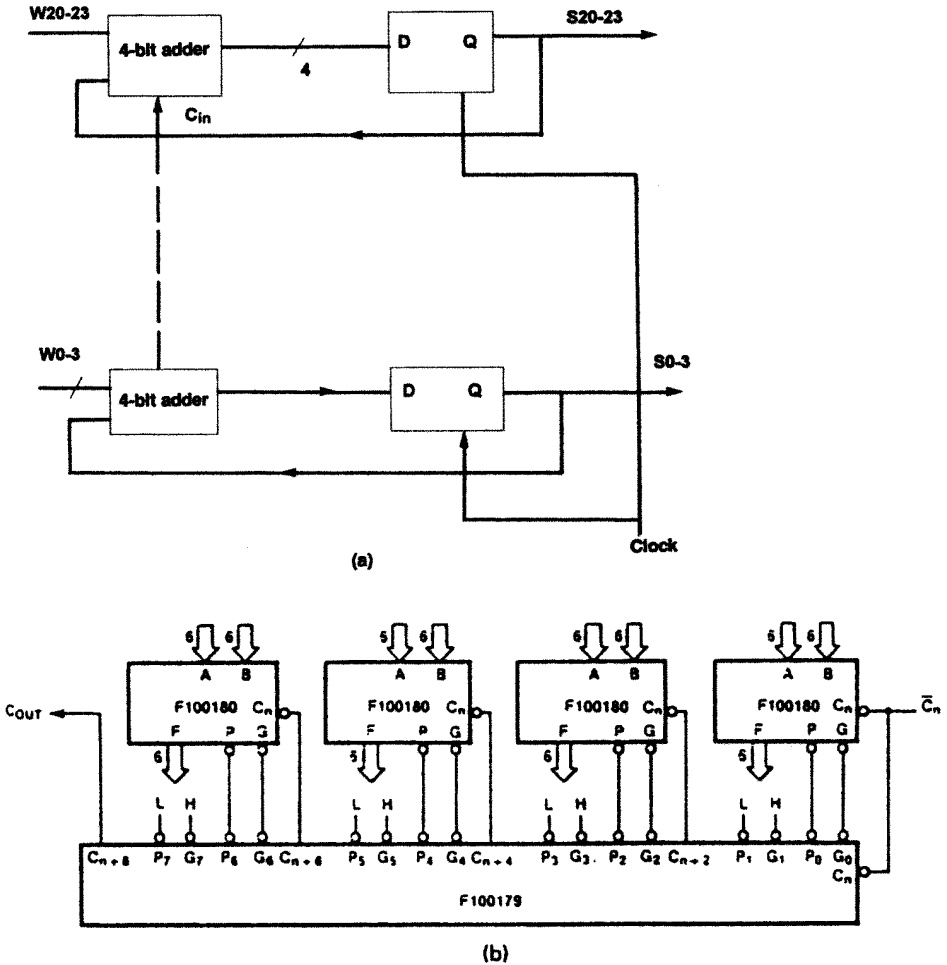 W20-23
S20-23
4-bit adder
D Q
4
Cin
W0-3
S0-3
4-bit adder
D Q
Clock
(a)
6 6 5 6 6 6 6 6
A B A B A B A B
F100180 Cn F100180 Cn F100180 Cn F100180 Cn
COUT
C̅n
F P G F P G F P G F P G
6 5 6 5
L H L H L H L H
Cn+8 P7 G7 P6 G6 Cn+6 P5 G5 P4 G4 Cn+4 P3 G3. P2 G2 Cn+2 P1 G1 P0 G0
Cn
F100179
(b)